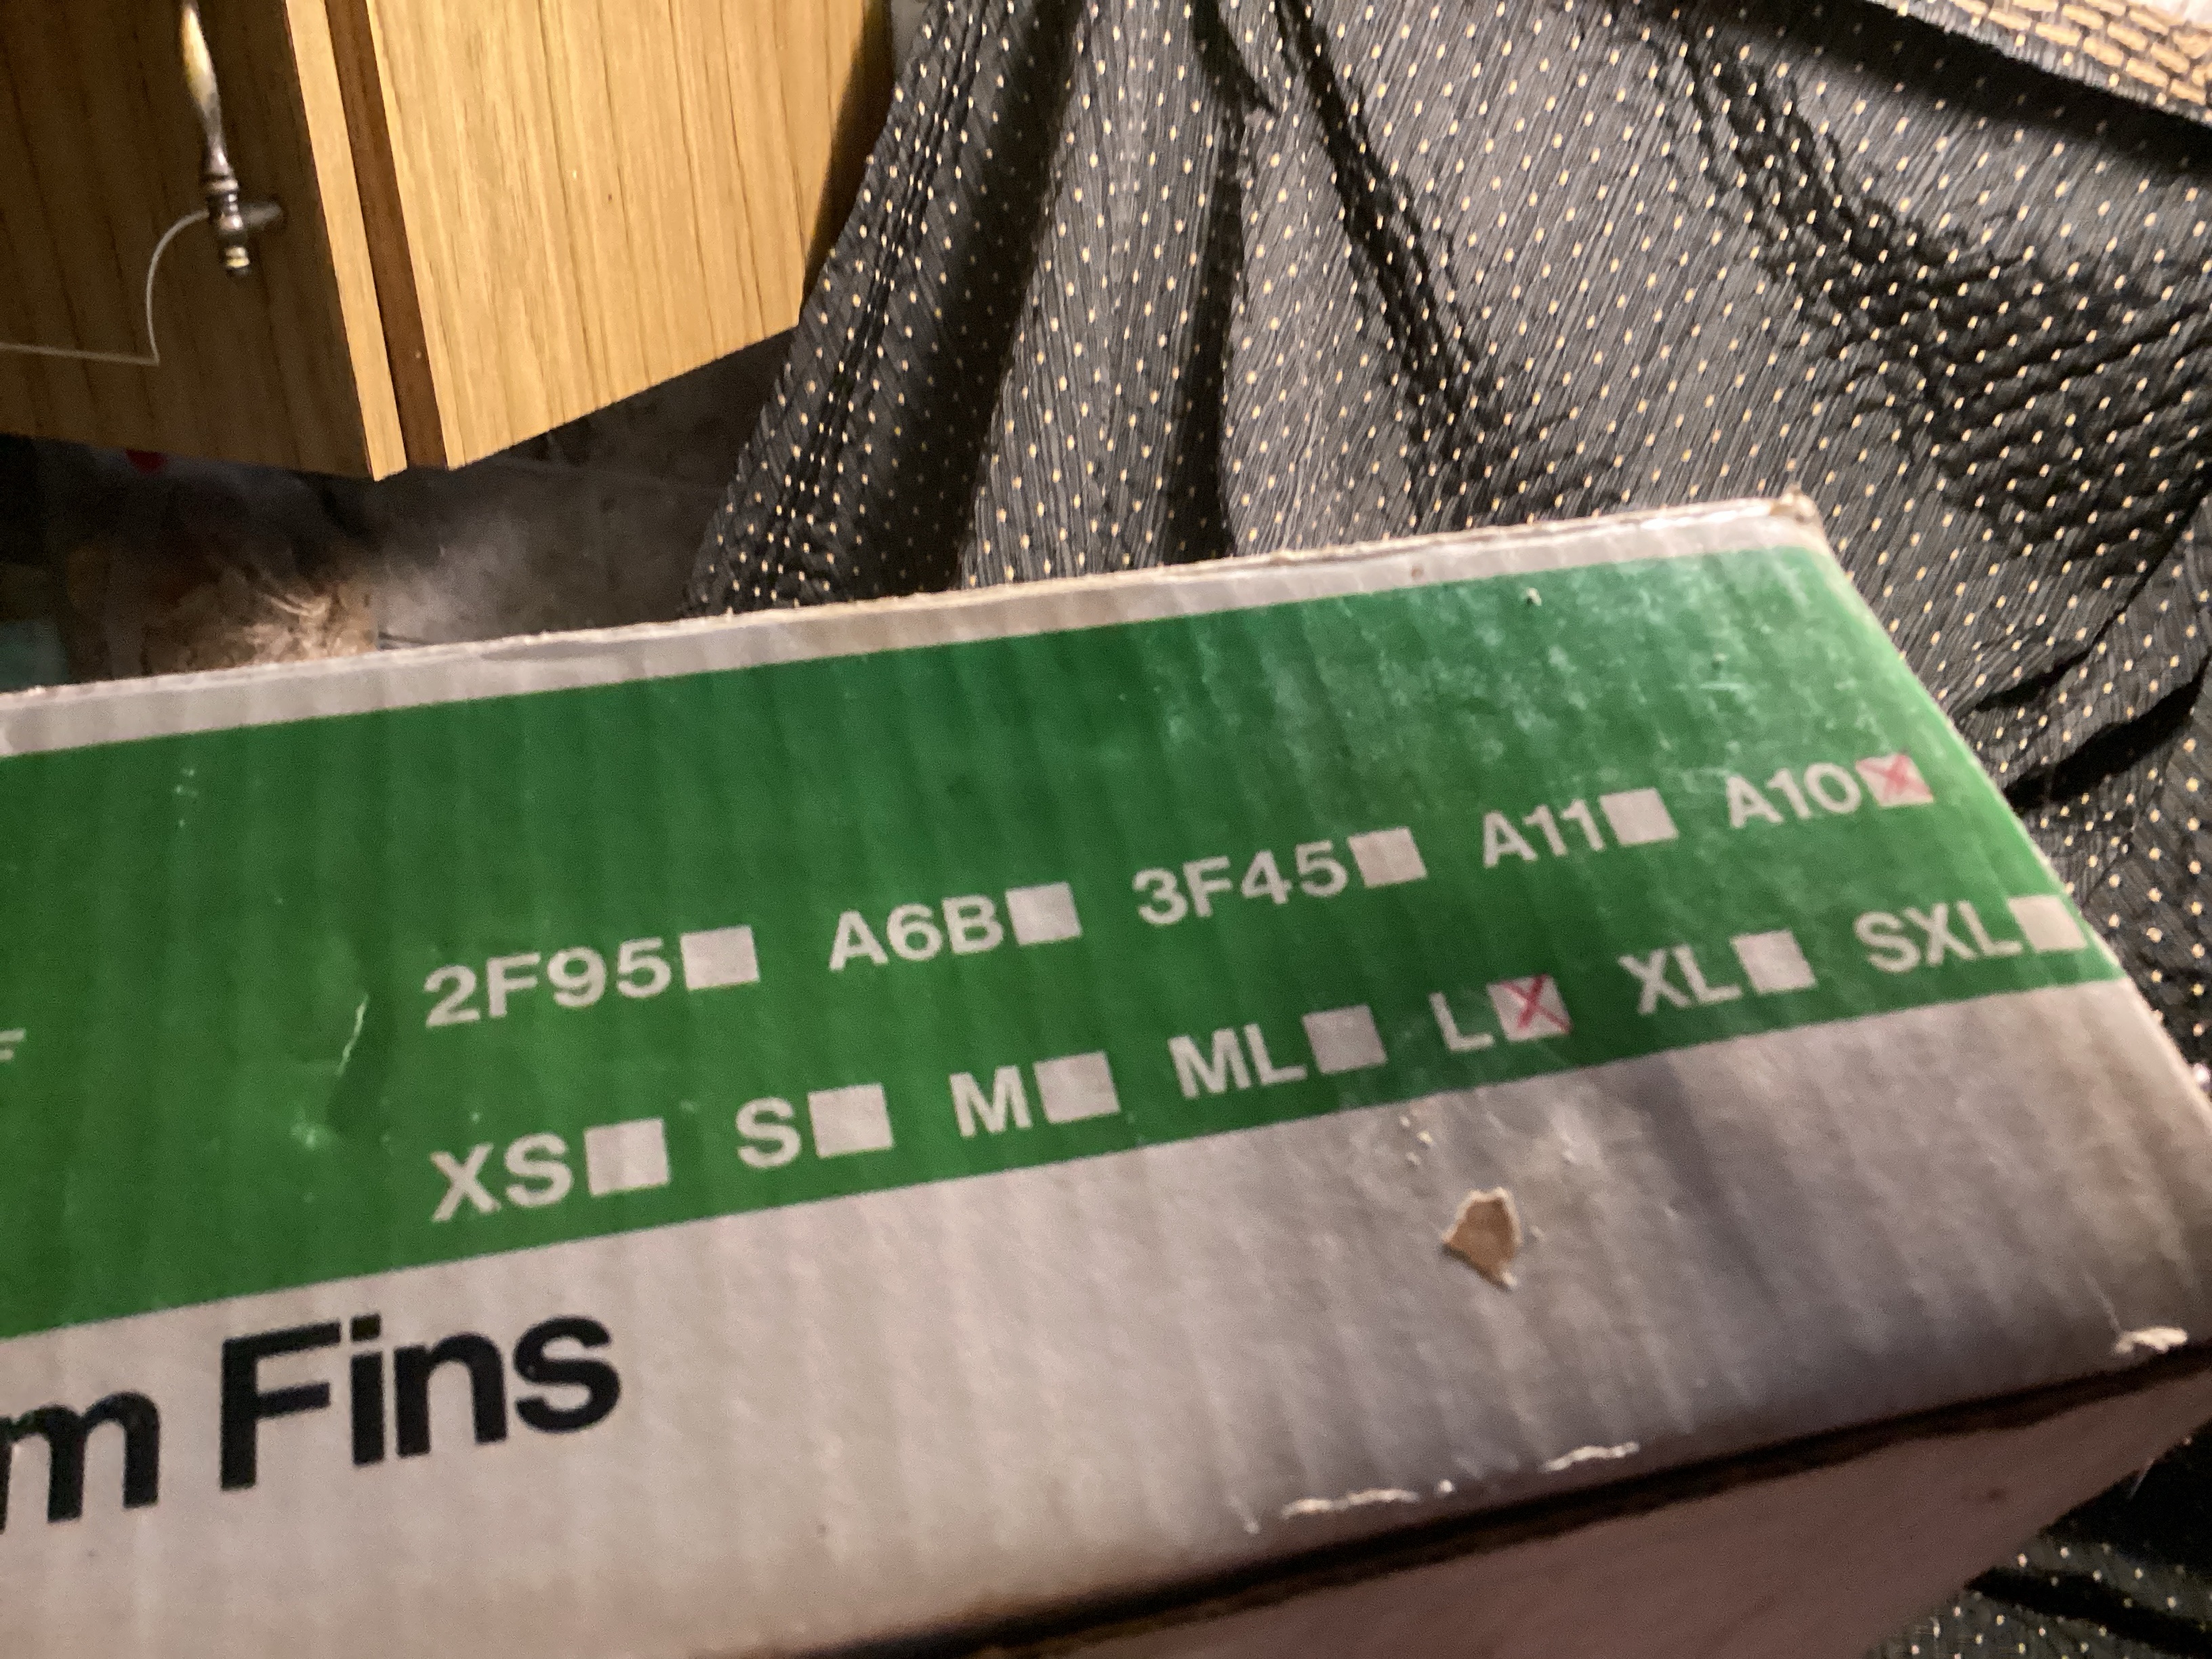 2F95 A6B 3F45 A11 A10
XS S M ML L XL SXL
m Fins